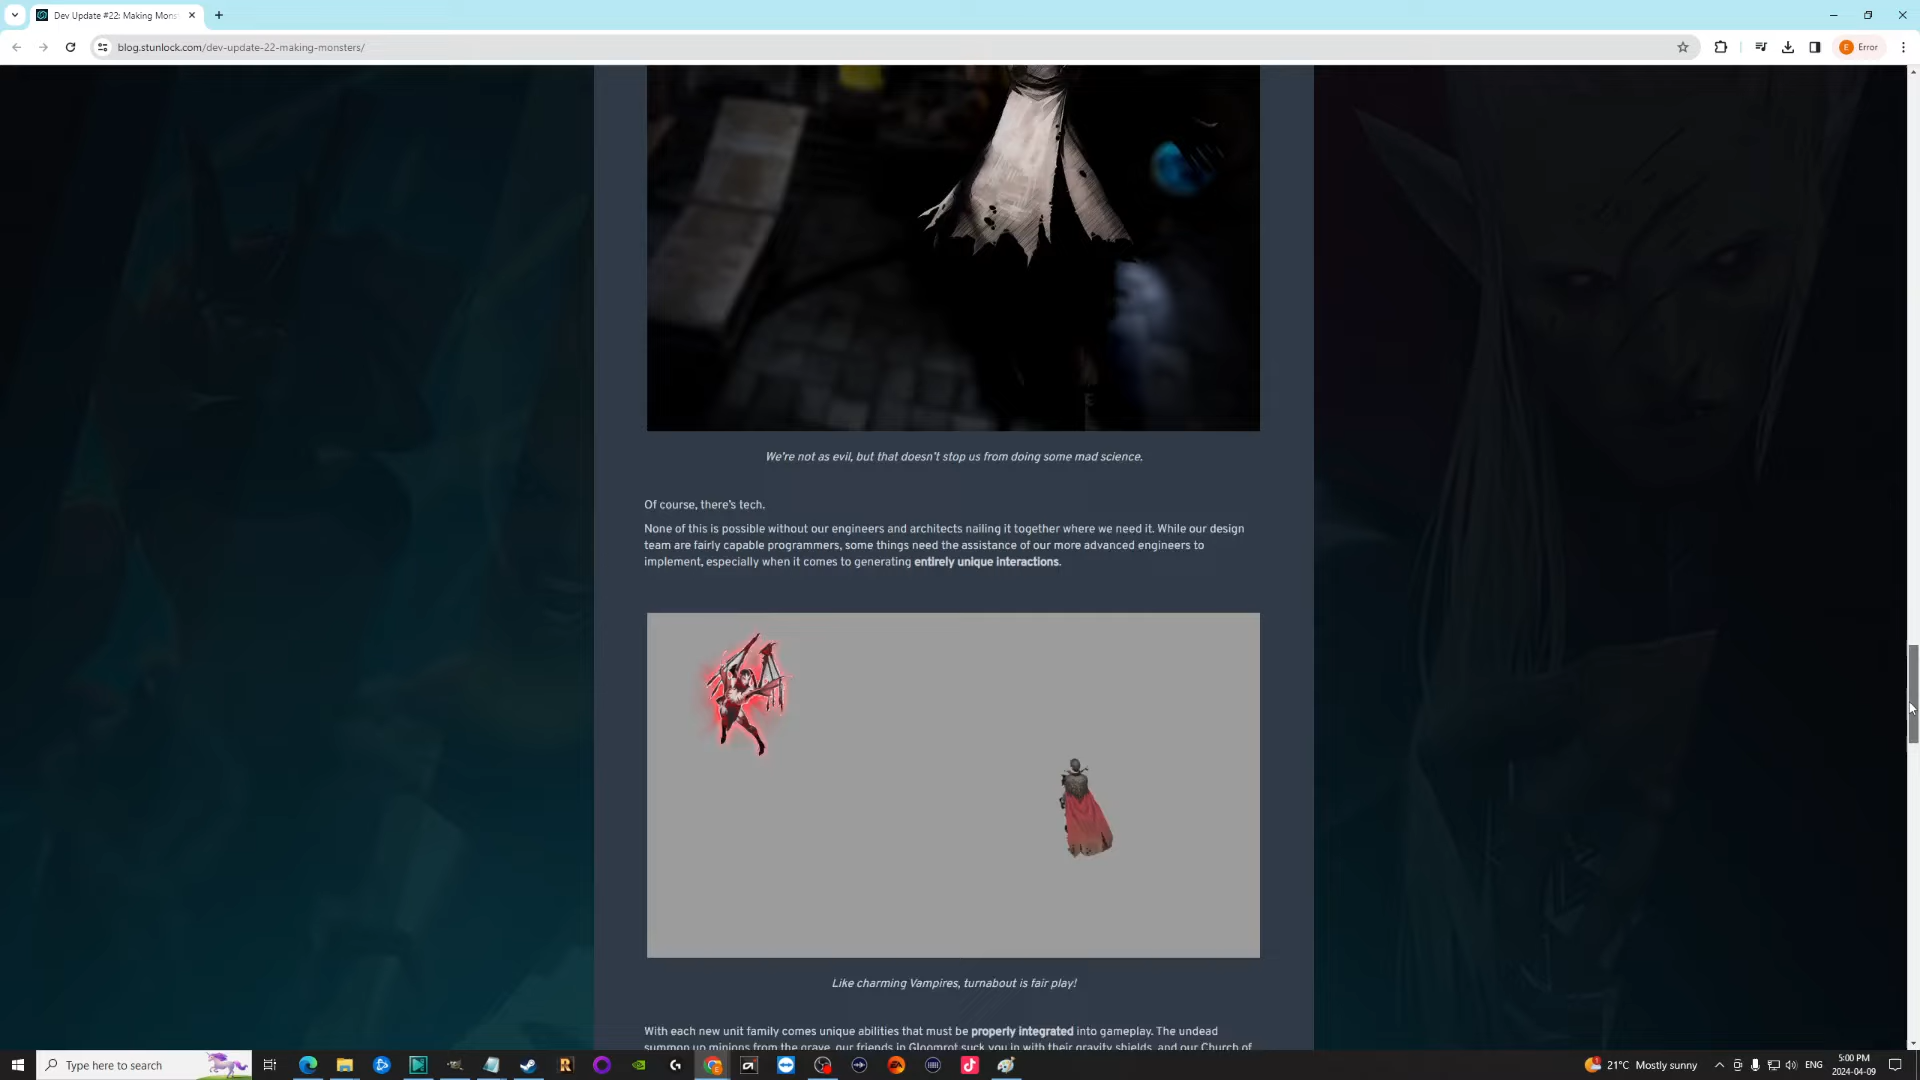 Dev Update #22: Making Mons
blog.stunlock.com/dev-update-22-making-monsters/
E Error
We're not as evil, but that doesn't stop us from doing some mad science.
Of course, there's tech.
None of this is possible without our engineers and architects nailing it together where we need it. While our design
team are fairly capable programmers, some things need the assistance of our more advanced engineers to
implement, especially when it comes to generating entirely unique interactions.
Like charming Vampires, turnabout is fair play!
With each new unit family comes unique abilities that must be properly integrated into gameplay. The undead
summon up minions from the grave, our friends in Gloomrot suck you in with their gravity shields, and our Church of
Type here to search
21°C Mostly sunny
ENG
5:00 PM
2024-04-09